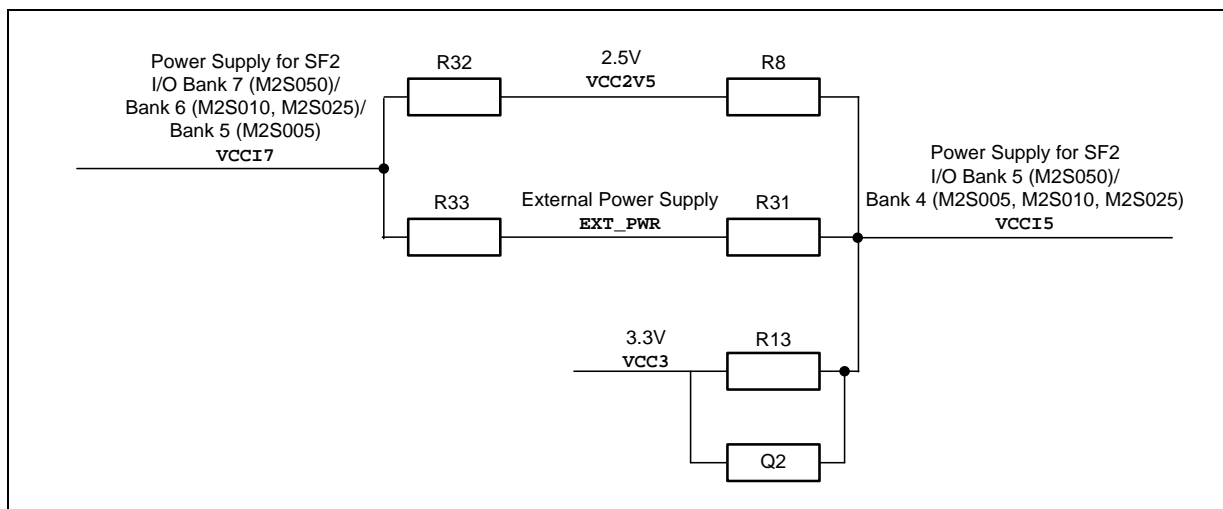 Power Supply for SF2
I/O Bank 7 (M2S050)/
Bank 6 (M2S010, M2S025)/
Bank 5 (M2S005)
VCCI7
R32
2.5V
VCC2V5
R8
R33
External Power Supply
EXT_PWR
R31
Power Supply for SF2
I/O Bank 5 (M2S050)/
Bank 4 (M2S005, M2S010, M2S025)
VCCI5
3.3V
VCC3
R13
Q2